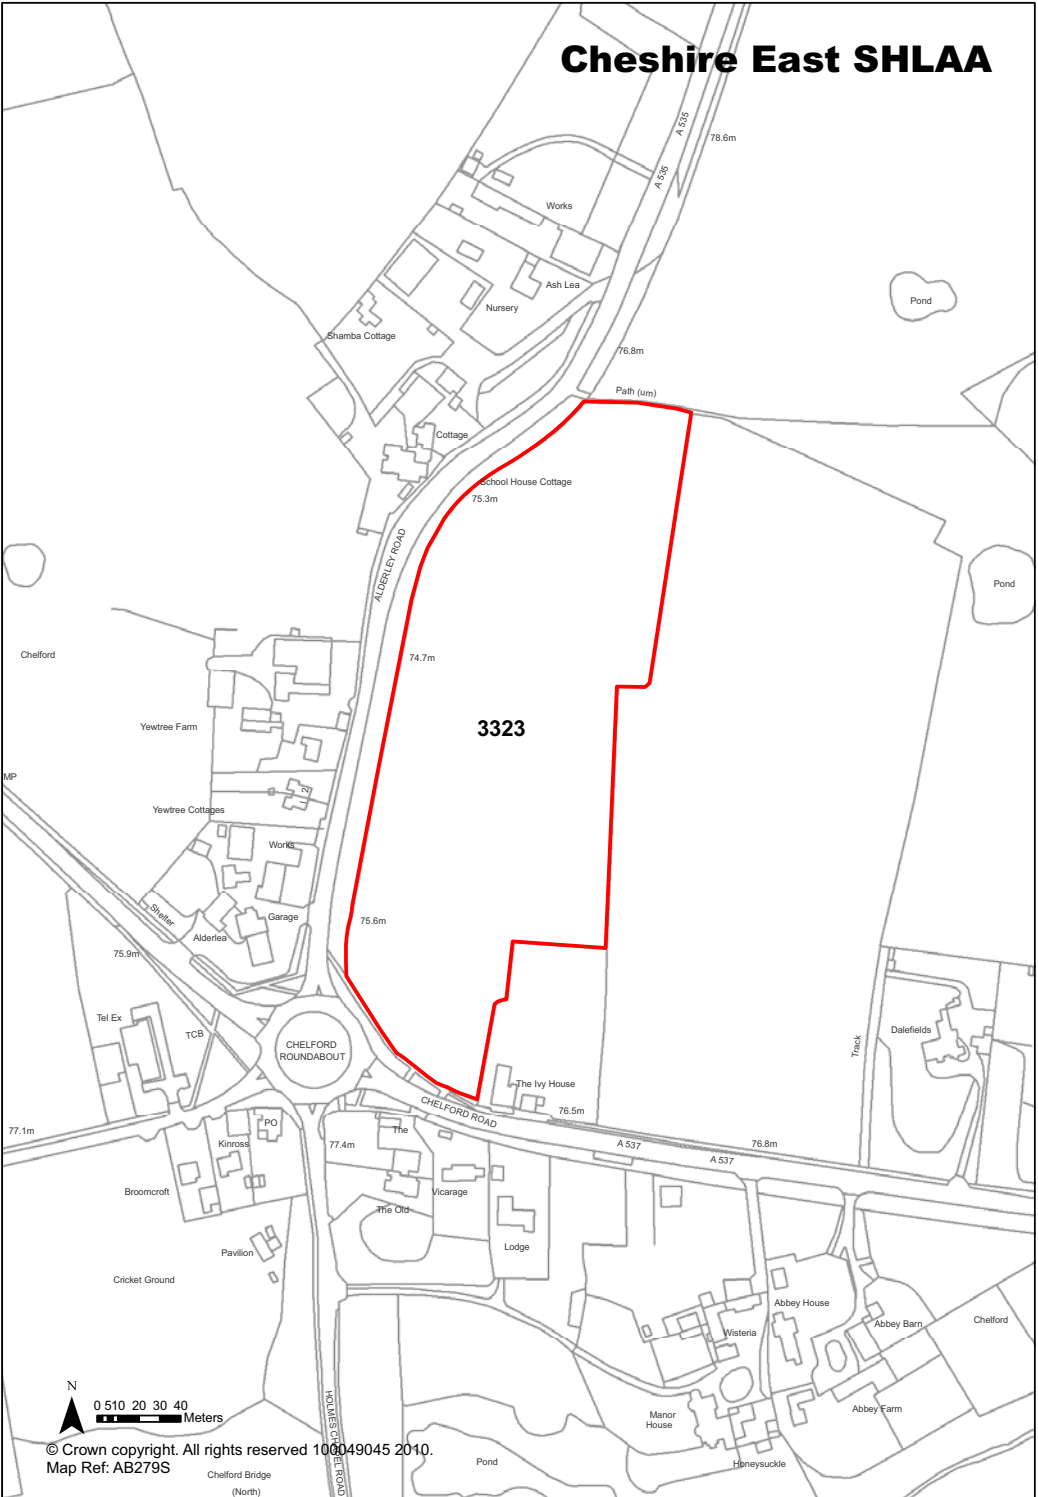 Cheshire East SHLAA
A 535
78.6m
A 535
Works
Ash Lea
Nursery
Pond
Shamba Cottage
76.8m
Path (um)
Cottage
School House Cottage
75.3m
ALDERLEY ROAD
Pond
Chelford
74.7m
Yewtree Farm
3323
MP
1
2
Yewtree Cottages
Works
Shelter
Garage
75.6m
Alderlea
75.9m
Tel Ex
TCB
CHELFORD
ROUNDABOUT
Dalefields
Track
The Ivy House
CHELFORD ROAD
76.5m
77.1m
PO
The
Kinross
77.4m
A 537
76.8m
A 537
Broomcroft
Vicarage
The Old
Lodge
Pavilion
Cricket Ground
Abbey House
Abbey Barn
Chelford
Wisteria
N
0 510 20 30 40
Meters
HOLMES CHAPEL ROAD
Manor
House
Abbey Farm
© Crown copyright. All rights reserved 100049045 2010.
Map Ref: AB279S
Pond
Honeysuckle
Chelford Bridge
(North)